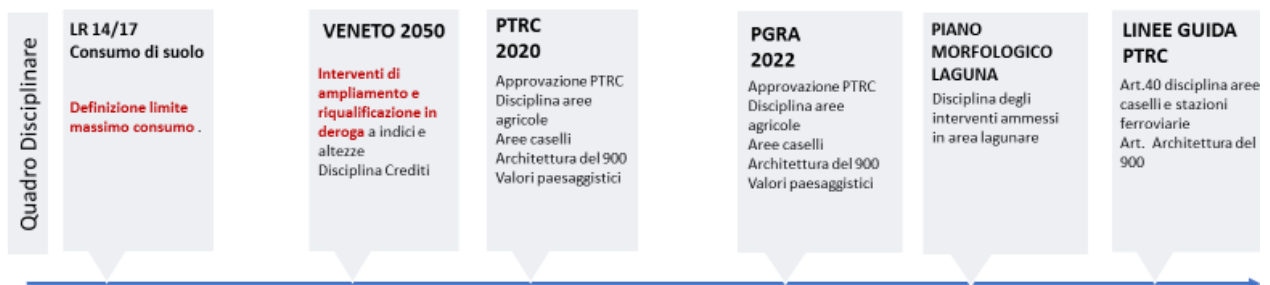 Quadro Disciplinare
LR 14/17
Consumo di suolo
Definizione limite
massimo consumo .
VENETO 2050
Interventi di
ampliamento e
riqualificazione in
deroga a indici e
altezze
Disciplina Crediti
PTRC
2020
Approvazione PTRC
Disciplina aree
agricole
Aree caselli
Architettura del 900
Valori paesaggistici
PGRA
2022
Approvazione PTRC
Disciplina aree
agricole
Aree caselli
Architettura del 900
Valori paesaggistici
PIANO
MORFOLOGICO
LAGUNA
Disciplina degli
interventi ammessi
in area lagunare
LINEE GUIDA
PTRC
Art.40 disciplina aree
caselli e stazioni
ferroviarie
Art. Architettura del
900